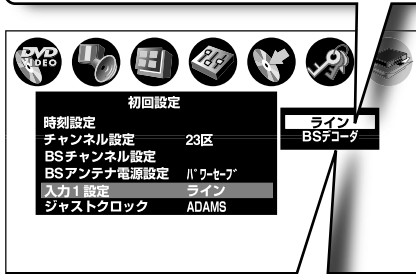 DVD
VIDEO
初回設定
時刻設定
チャンネル設定 23区
BSチャンネル設定
BSアンテナ電源設定 パワーセーブ
入力1設定 ライン
ジャストクロック ADAMS
ライン
BSデコーダ